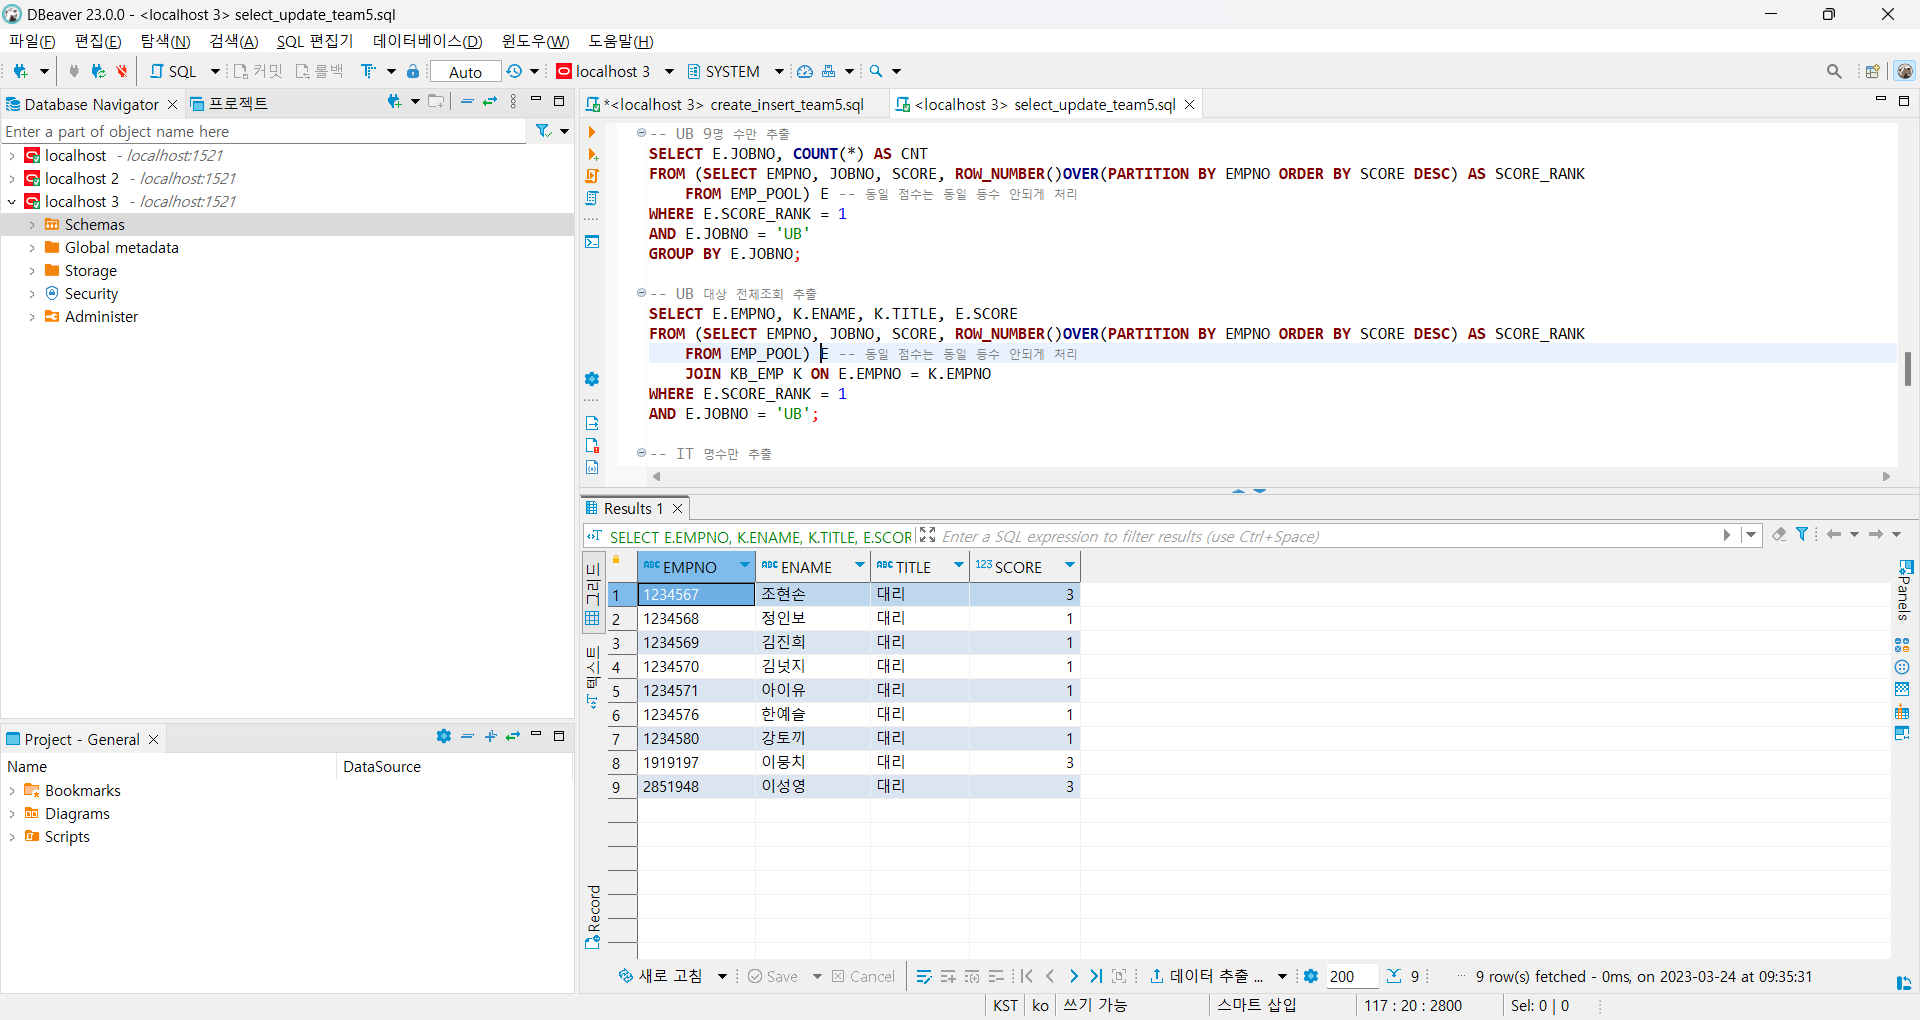 DBeaver 23.0.0 - <localhost 3> select_update_team5.sql
파일(F) 편집(E) 탐색(N) 검색(A) SQL 편집기 데이터베이스(D) 윈도우(W) 도움말(H)
SQL 커밋 롤백 Auto localhost 3 SYSTEM
Database Navigator 프로젝트
Enter a part of object name here
localhost - localhost:1521
localhost 2 - localhost:1521
localhost 3 - localhost:1521
Schemas
Global metadata
Storage
Security
Administer
Project - General
Name DataSource
Bookmarks
Diagrams
Scripts
*<localhost 3> create_insert_team5.sql <localhost 3> select_update_team5.sql
-- UB 9명 수만 추출
SELECT E.JOBNO, COUNT(*) AS CNT
FROM (SELECT EMPNO, JOBNO, SCORE, ROW_NUMBER()OVER(PARTITION BY EMPNO ORDER BY SCORE DESC) AS SCORE_RANK
FROM EMP_POOL) E -- 동일 점수는 동일 등수 안되게 처리
WHERE E.SCORE_RANK = 1
AND E.JOBNO = 'UB'
GROUP BY E.JOBNO;
-- UB 대상 전체조회 추출
SELECT E.EMPNO, K.ENAME, K.TITLE, E.SCORE
FROM (SELECT EMPNO, JOBNO, SCORE, ROW_NUMBER()OVER(PARTITION BY EMPNO ORDER BY SCORE DESC) AS SCORE_RANK
FROM EMP_POOL) E -- 동일 점수는 동일 등수 안되게 처리
JOIN KB_EMP K ON E.EMPNO = K.EMPNO
WHERE E.SCORE_RANK = 1
AND E.JOBNO = 'UB';
-- IT 명수만 추출
Results 1
SELECT E.EMPNO, K.ENAME, K.TITLE, E.SCOR Enter a SQL expression to filter results (use Ctrl+Space)
그리드
텍스트
Record
Panels
ABC EMPNO ABC ENAME ABC TITLE 123 SCORE
1 1234567 조현손 대리 3
2 1234568 정인보 대리 1
3 1234569 김진희 대리 1
4 1234570 김넛지 대리 1
5 1234571 아이유 대리 1
6 1234576 한예슬 대리 1
7 1234580 강토끼 대리 1
8 1919197 이뭉치 대리 3
9 2851948 이성영 대리 3
새로 고침 Save Cancel 데이터 추출 ... 200 9 ... 9 row(s) fetched - 0ms, on 2023-03-24 at 09:35:31
KST ko 쓰기 가능 스마트 삽입 117 : 20 : 2800 Sel: 0 | 0